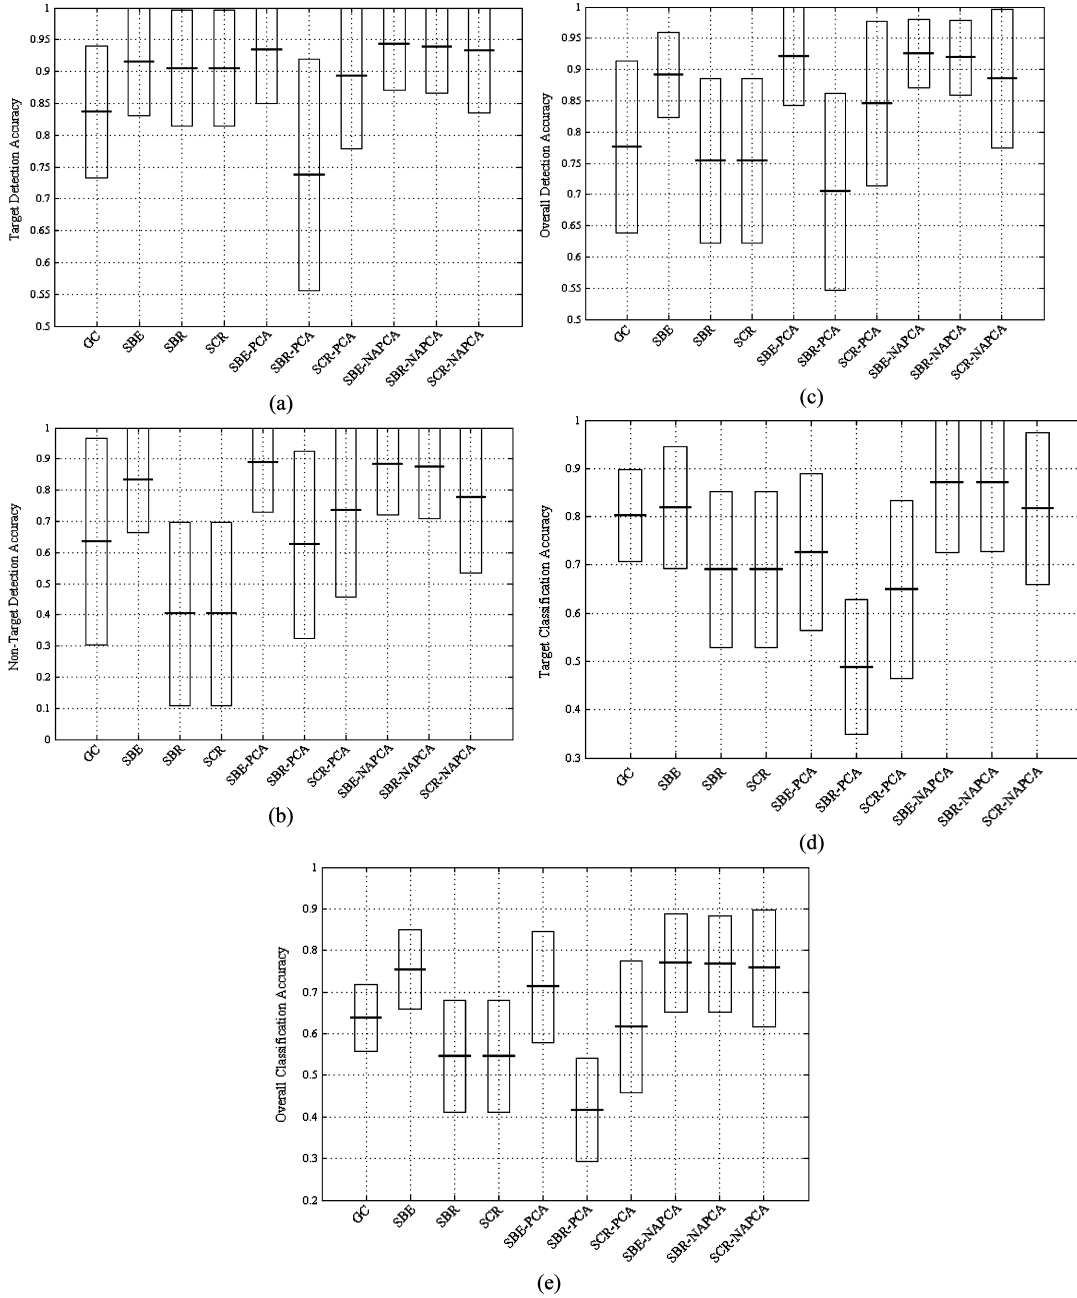 Target Detection Accuracy
1
0.95
0.9
0.85
0.8
0.75
0.7
0.65
0.6
0.55
0.5
GC
SBE
SBR
SCR
SBE-PCA
SBR-PCA
SCR-PCA
SBE-NAPCA
SBR-NAPCA
SCR-NAPCA
(a)
Overall Detection Accuracy
1
0.95
0.9
0.85
0.8
0.75
0.7
0.65
0.6
0.55
0.5
GC
SBE
SBR
SCR
SBE-PCA
SBR-PCA
SCR-PCA
SBE-NAPCA
SBR-NAPCA
SCR-NAPCA
(c)
Non-Target Detection Accuracy
1
0.9
0.8
0.7
0.6
0.5
0.4
0.3
0.2
0.1
0
GC
SBE
SBR
SCR
SBE-PCA
SBR-PCA
SCR-PCA
SBE-NAPCA
SBR-NAPCA
SCR-NAPCA
(b)
Target Classification Accuracy
1
0.9
0.8
0.7
0.6
0.5
0.4
0.3
GC
SBE
SBR
SCR
SBE-PCA
SBR-PCA
SCR-PCA
SBE-NAPCA
SBR-NAPCA
SCR-NAPCA
(d)
Overall Classification Accuracy
1
0.9
0.8
0.7
0.6
0.5
0.4
0.3
0.2
GC
SBE
SBR
SCR
SBE-PCA
SBR-PCA
SCR-PCA
SBE-NAPCA
SBR-NAPCA
SCR-NAPCA
(e)